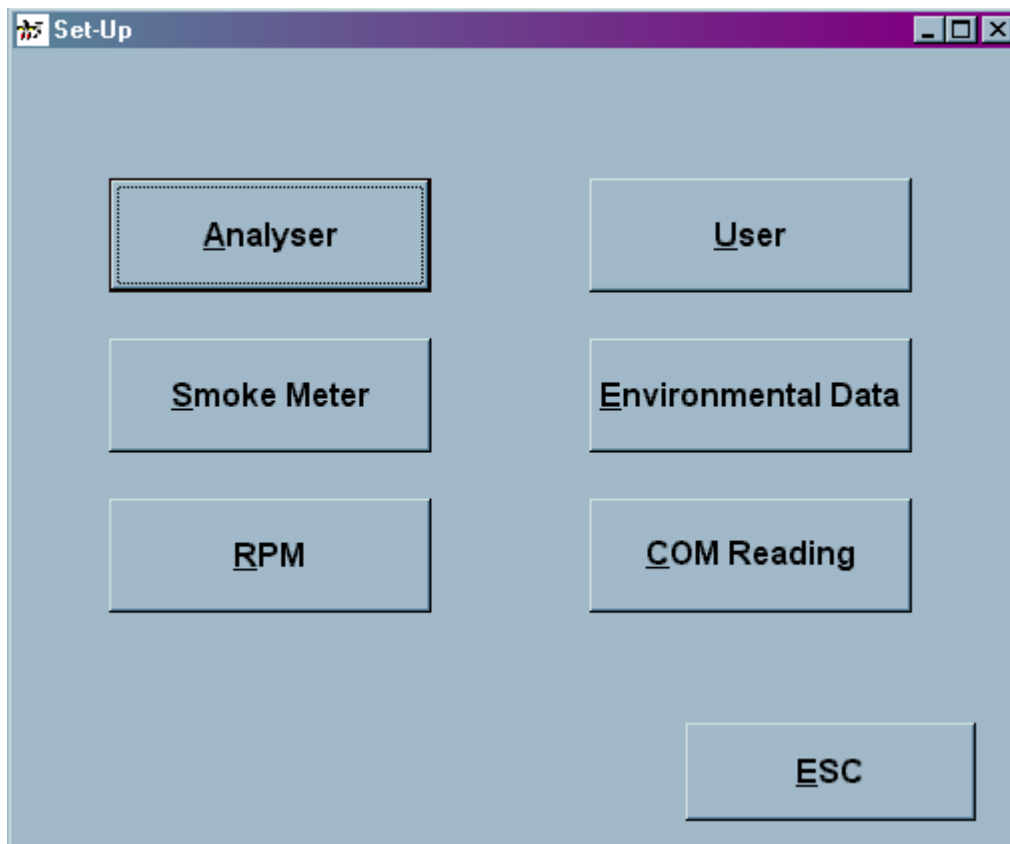 Set-Up
Analyser
User
Smoke Meter
Environmental Data
RPM
COM Reading
ESC